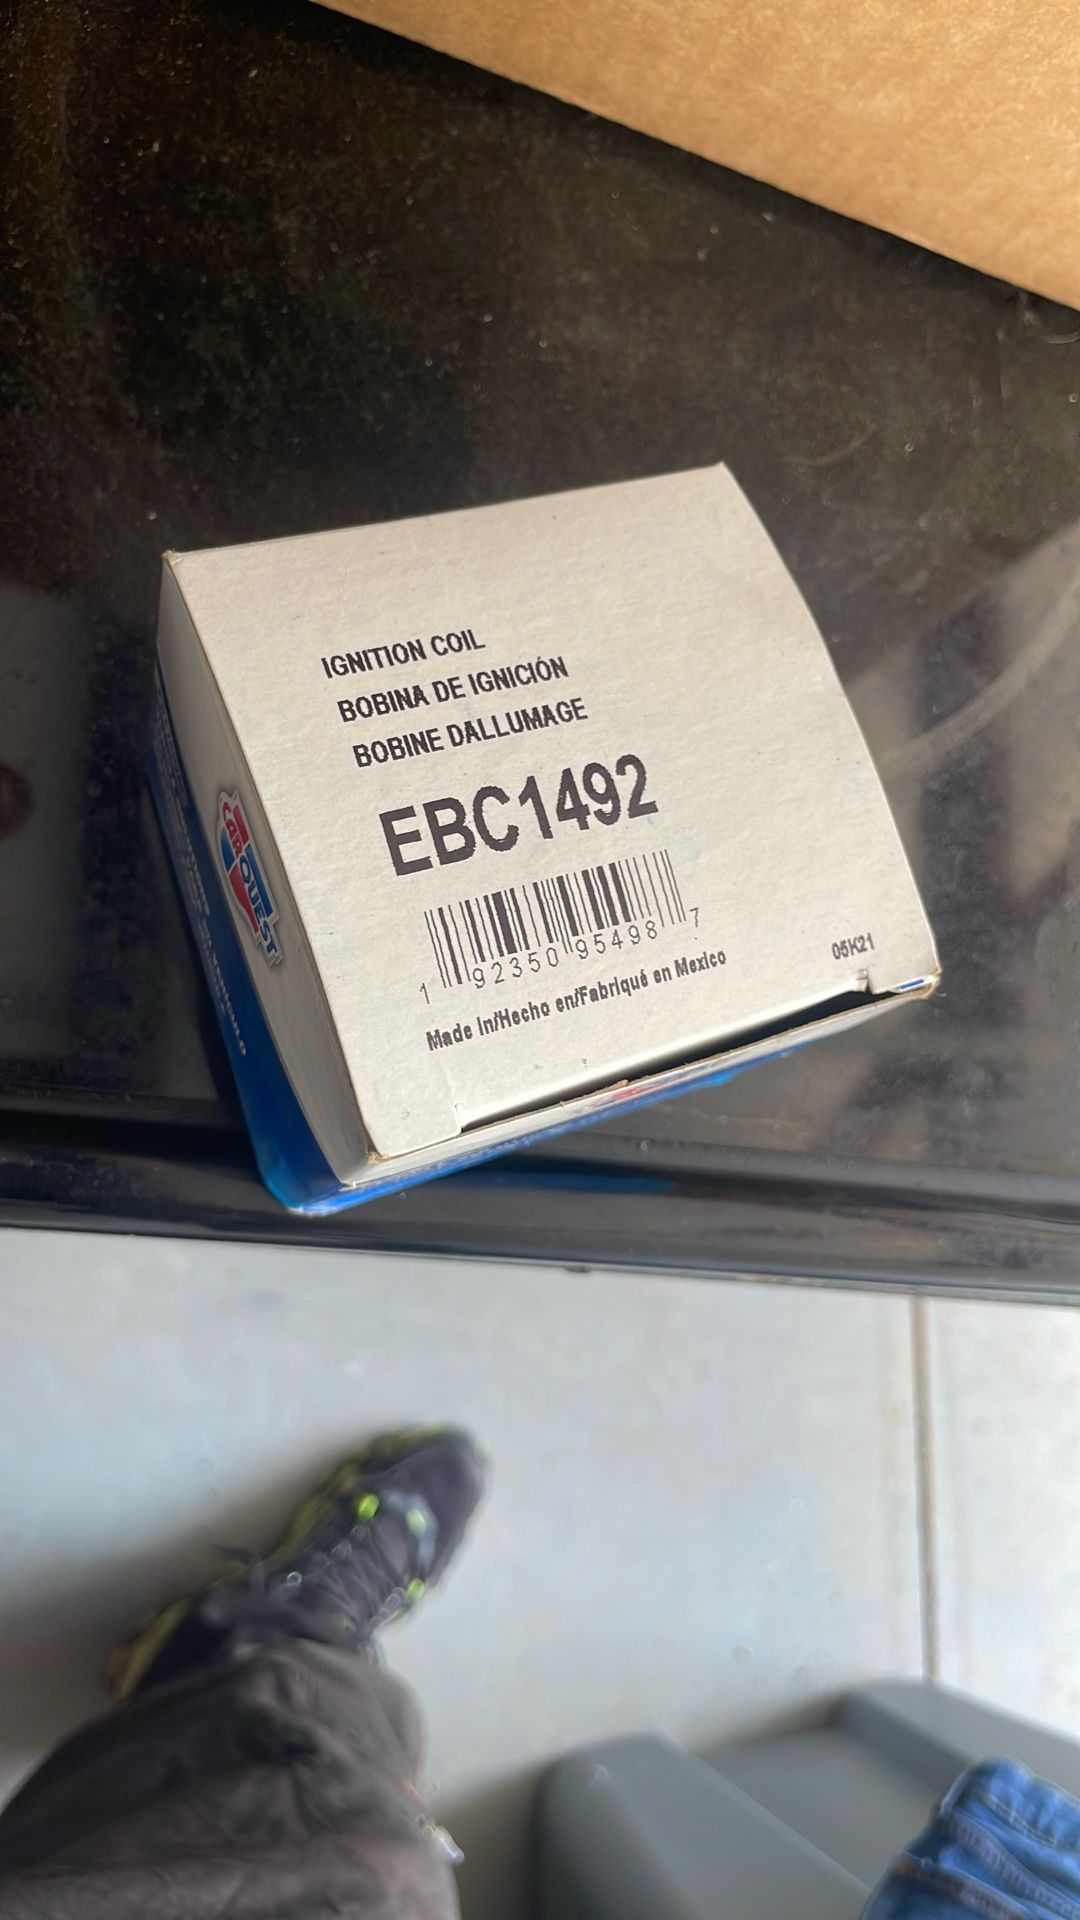 IGNITION COIL
BOBINA DE IGNICIÓN
BOBINE DALLUMAGE
EBC1492
1 92350 95498 7
Made in/Hecho en/Fabriqué en Mexico
05K21
CARQUEST